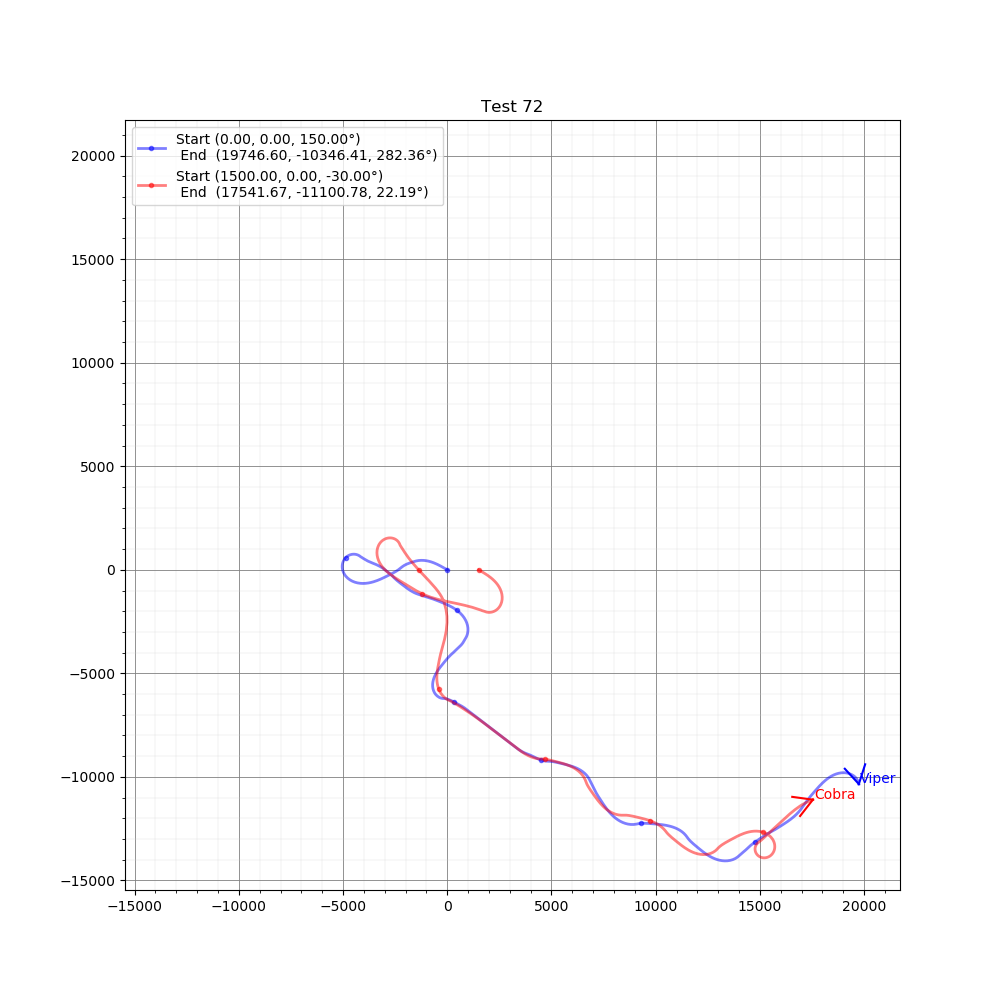 Test 72
Start (0.00, 0.00, 150.00°)
End (19746.60, -10346.41, 282.36°)
Start (1500.00, 0.00, -30.00°)
End (17541.67, -11100.78, 22.19°)
20000
15000
10000
5000
0
−5000
−10000
−15000
Viper
Cobra
−15000 −10000 −5000 0 5000 10000 15000 20000